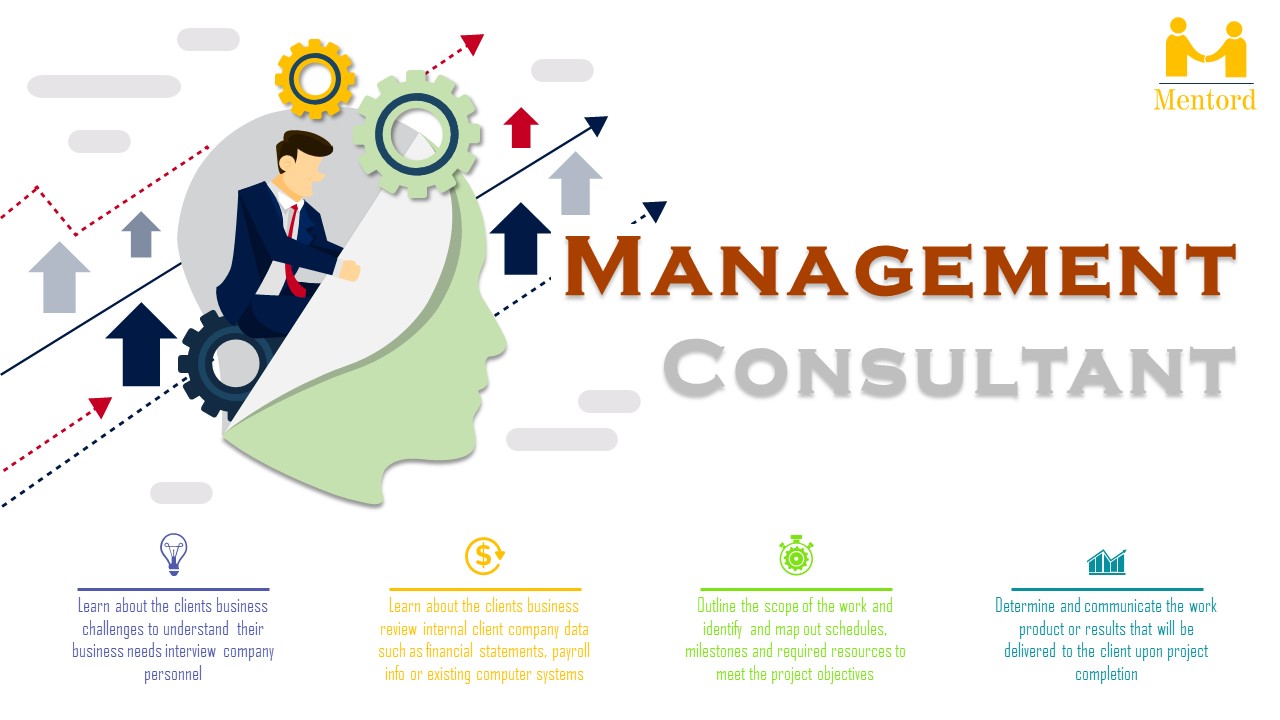 Mentord
MANAGEMENT
CONSULTANT
Learn about the clients business
challenges to understand their
business needs interview company
personnel
Learn about the clients business
review internal client company data
such as financial statements, payroll
info or existing computer systems
Outline the scope of the work and
identify and map out schedules,
milestones and required resources to
meet the project objectives
Determine and communicate the work
product or results that will be
delivered to the client upon project
completion